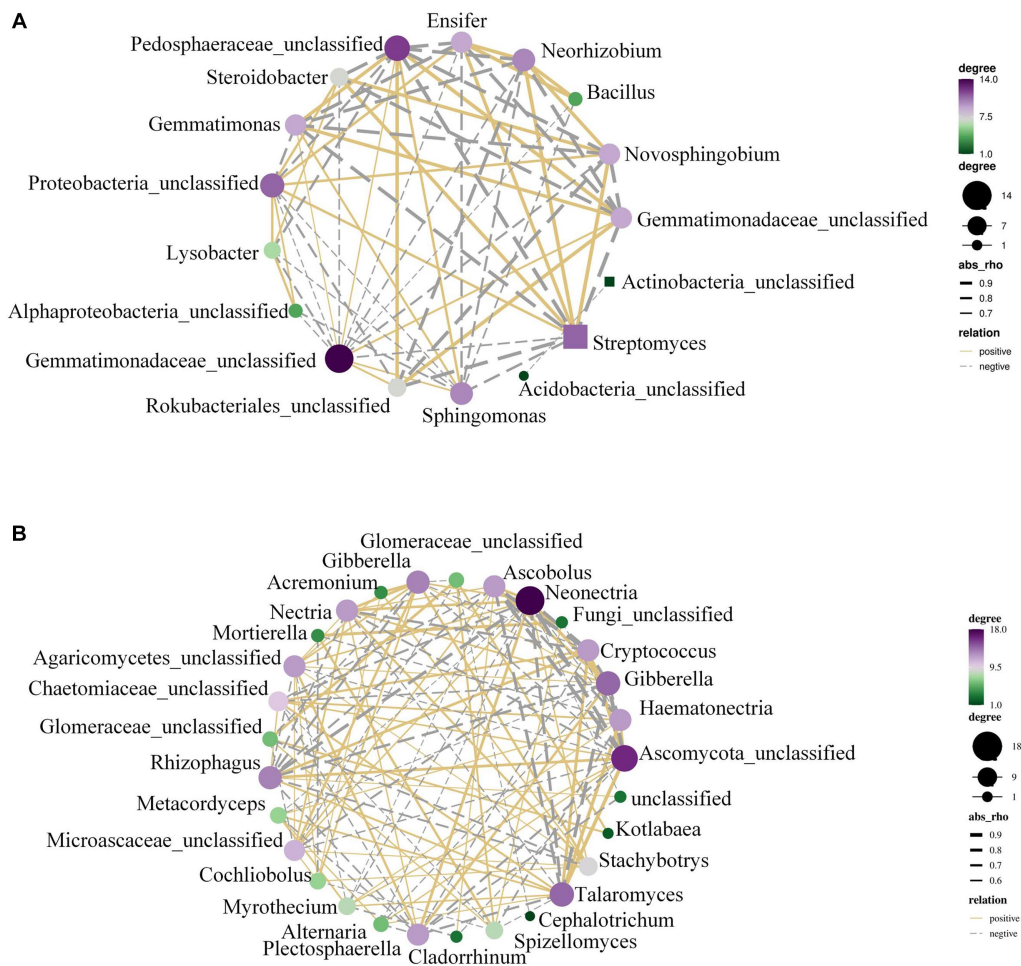 A
Ensifer
Pedosphaeraceae_unclassified
Neorhizobium
Steroidobacter
Bacillus
Gemmatimonas
Novosphingobium
Proteobacteria_unclassified
Gemmatimonadaceae_unclassified
Lysobacter
Actinobacteria_unclassified
Alphaproteobacteria_unclassified
Streptomyces
Gemmatimonadaceae_unclassified
Acidobacteria_unclassified
Rokubacteriales_unclassified
Sphingomonas
degree
14.0
7.5
1.0
degree
14
7
1
abs_rho
0.9
0.8
0.7
relation
positive
negtive
B
Glomeraceae_unclassified
Gibberella
Ascobolus
Acremonium
Neonectria
Nectria
Fungi_unclassified
Mortierella
Cryptococcus
Agaricomycetes_unclassified
Gibberella
Chaetomiaceae_unclassified
Haematonectria
Glomeraceae_unclassified
Ascomycota_unclassified
Rhizophagus
unclassified
Metacordyceps
Kotlabaea
Microascaceae_unclassified
Stachybotrys
Cochliobolus
Talaromyces
Myrothecium
Cephalotrichum
Alternaria
Spizellomyces
Plectosphaerella
Cladorrhinum
degree
18.0
9.5
1.0
degree
18
9
1
abs_rho
0.9
0.8
0.7
0.6
relation
positive
negtive